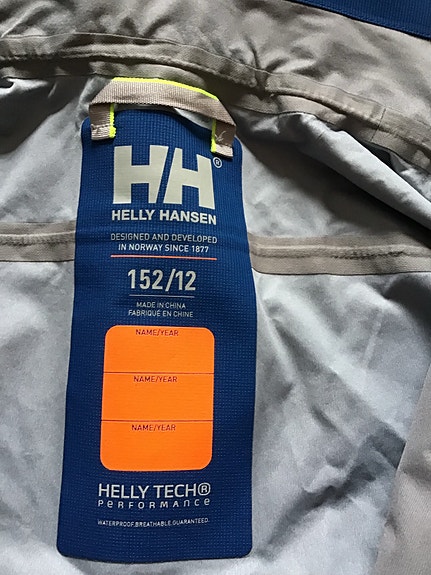 HH®
HELLY HANSEN
DESIGNED AND DEVELOPED
IN NORWAY SINCE 1877
152/12
MADE IN CHINA
FABRIQUÉ EN CHINE
NAME/YEAR
NAME/YEAR
NAME/YEAR
HELLY TECH®
PERFORMANCE
WATERPROOF.BREATHABLE.GUARANTEED.